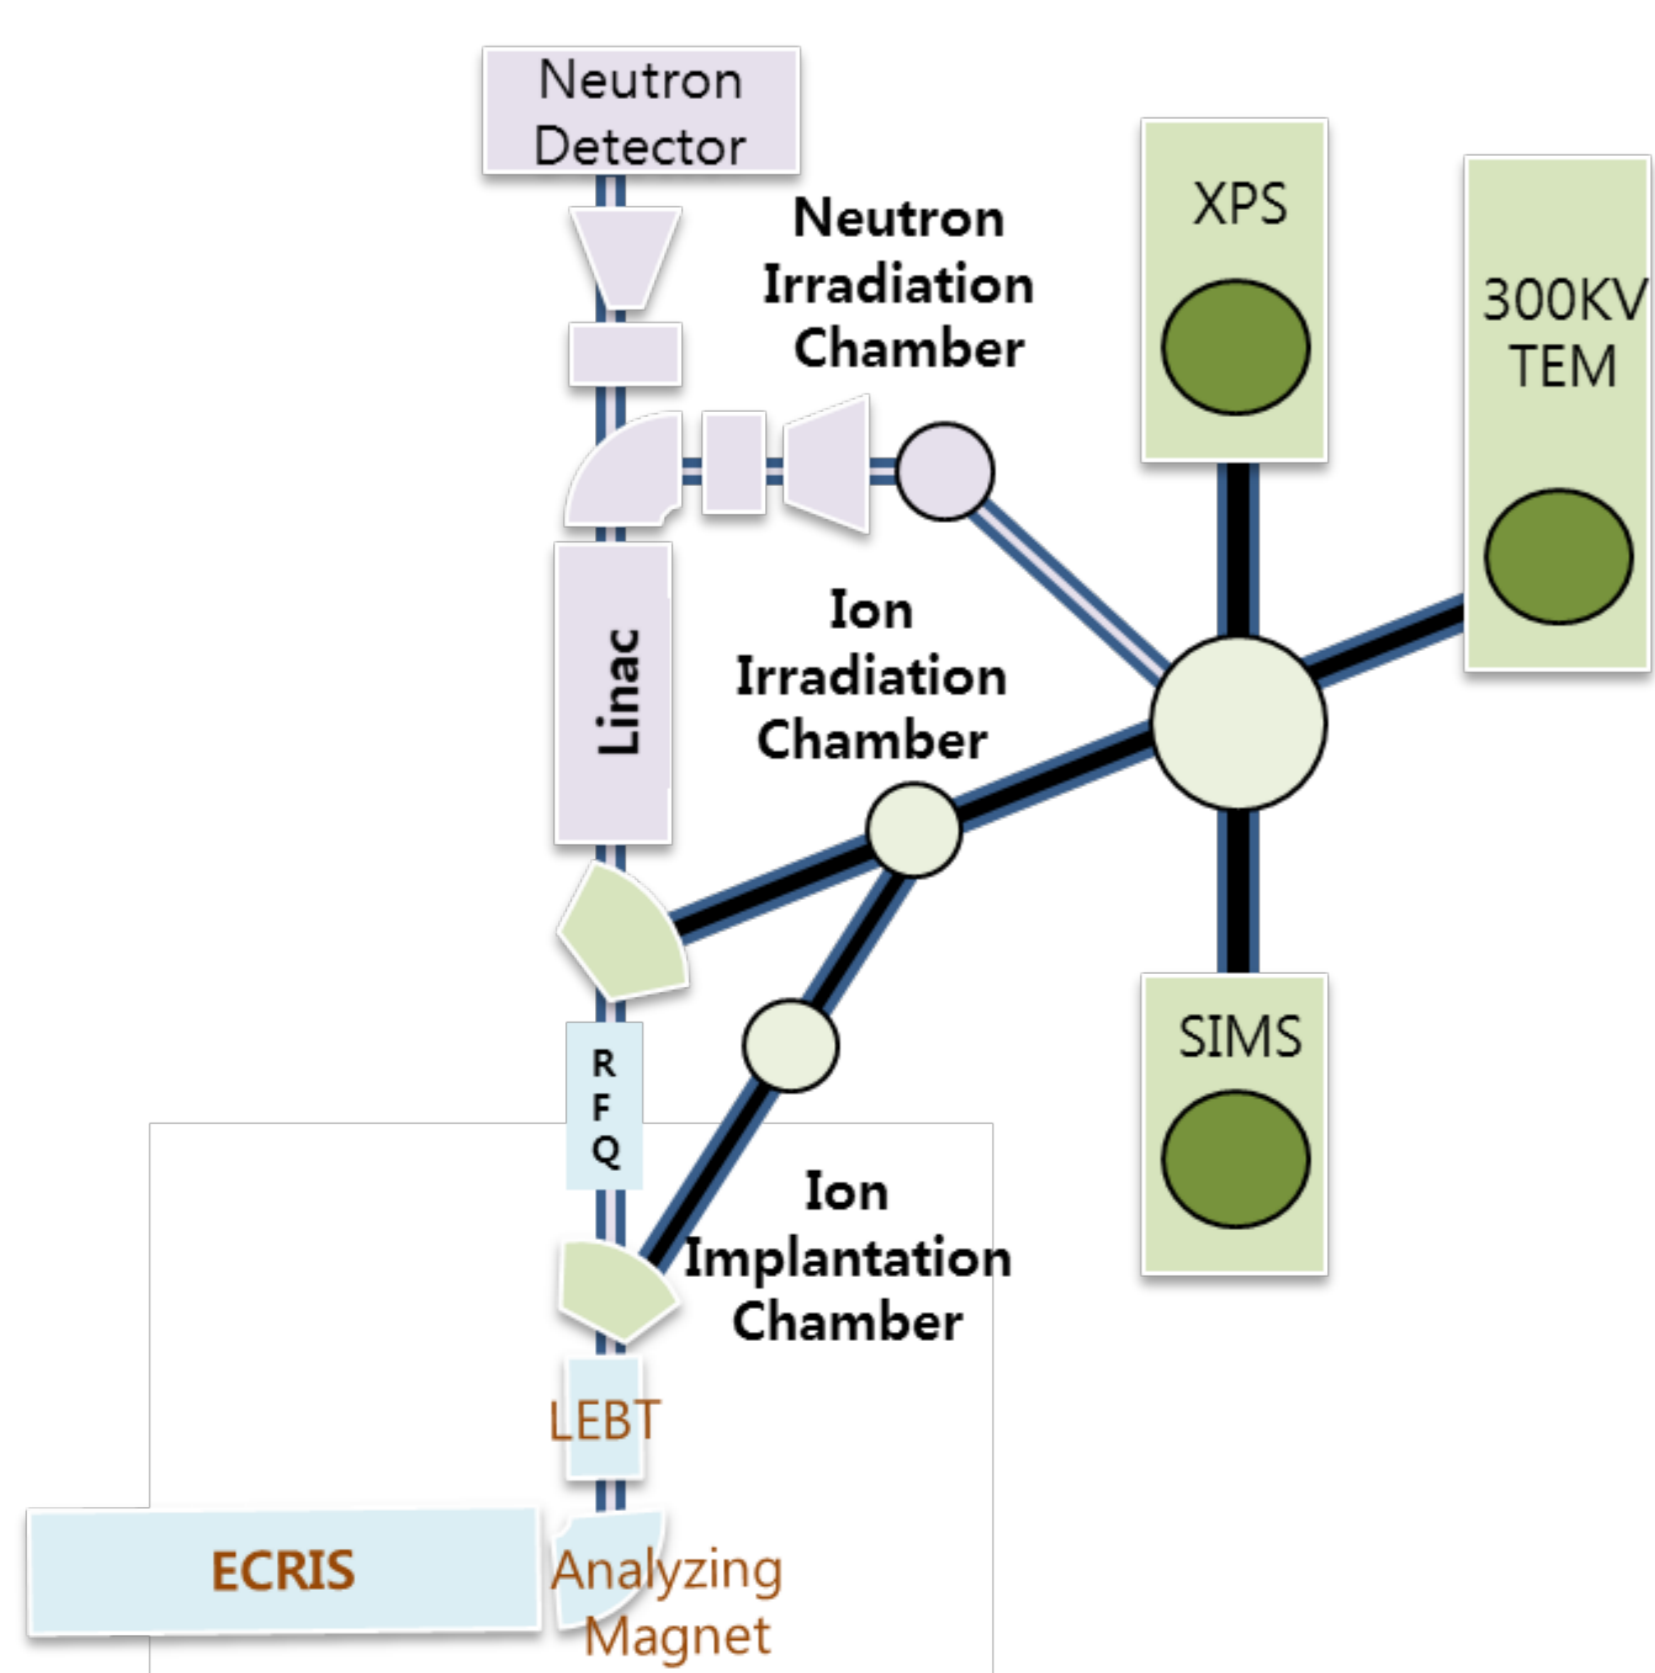 Neutron
Detector
Neutron
Irradiation
Chamber
XPS
300KV
TEM
Ion
Irradiation
Chamber
Linac
R
F
Q
SIMS
Ion
Implantation
Chamber
LEBT
ECRIS
Analyzing
Magnet